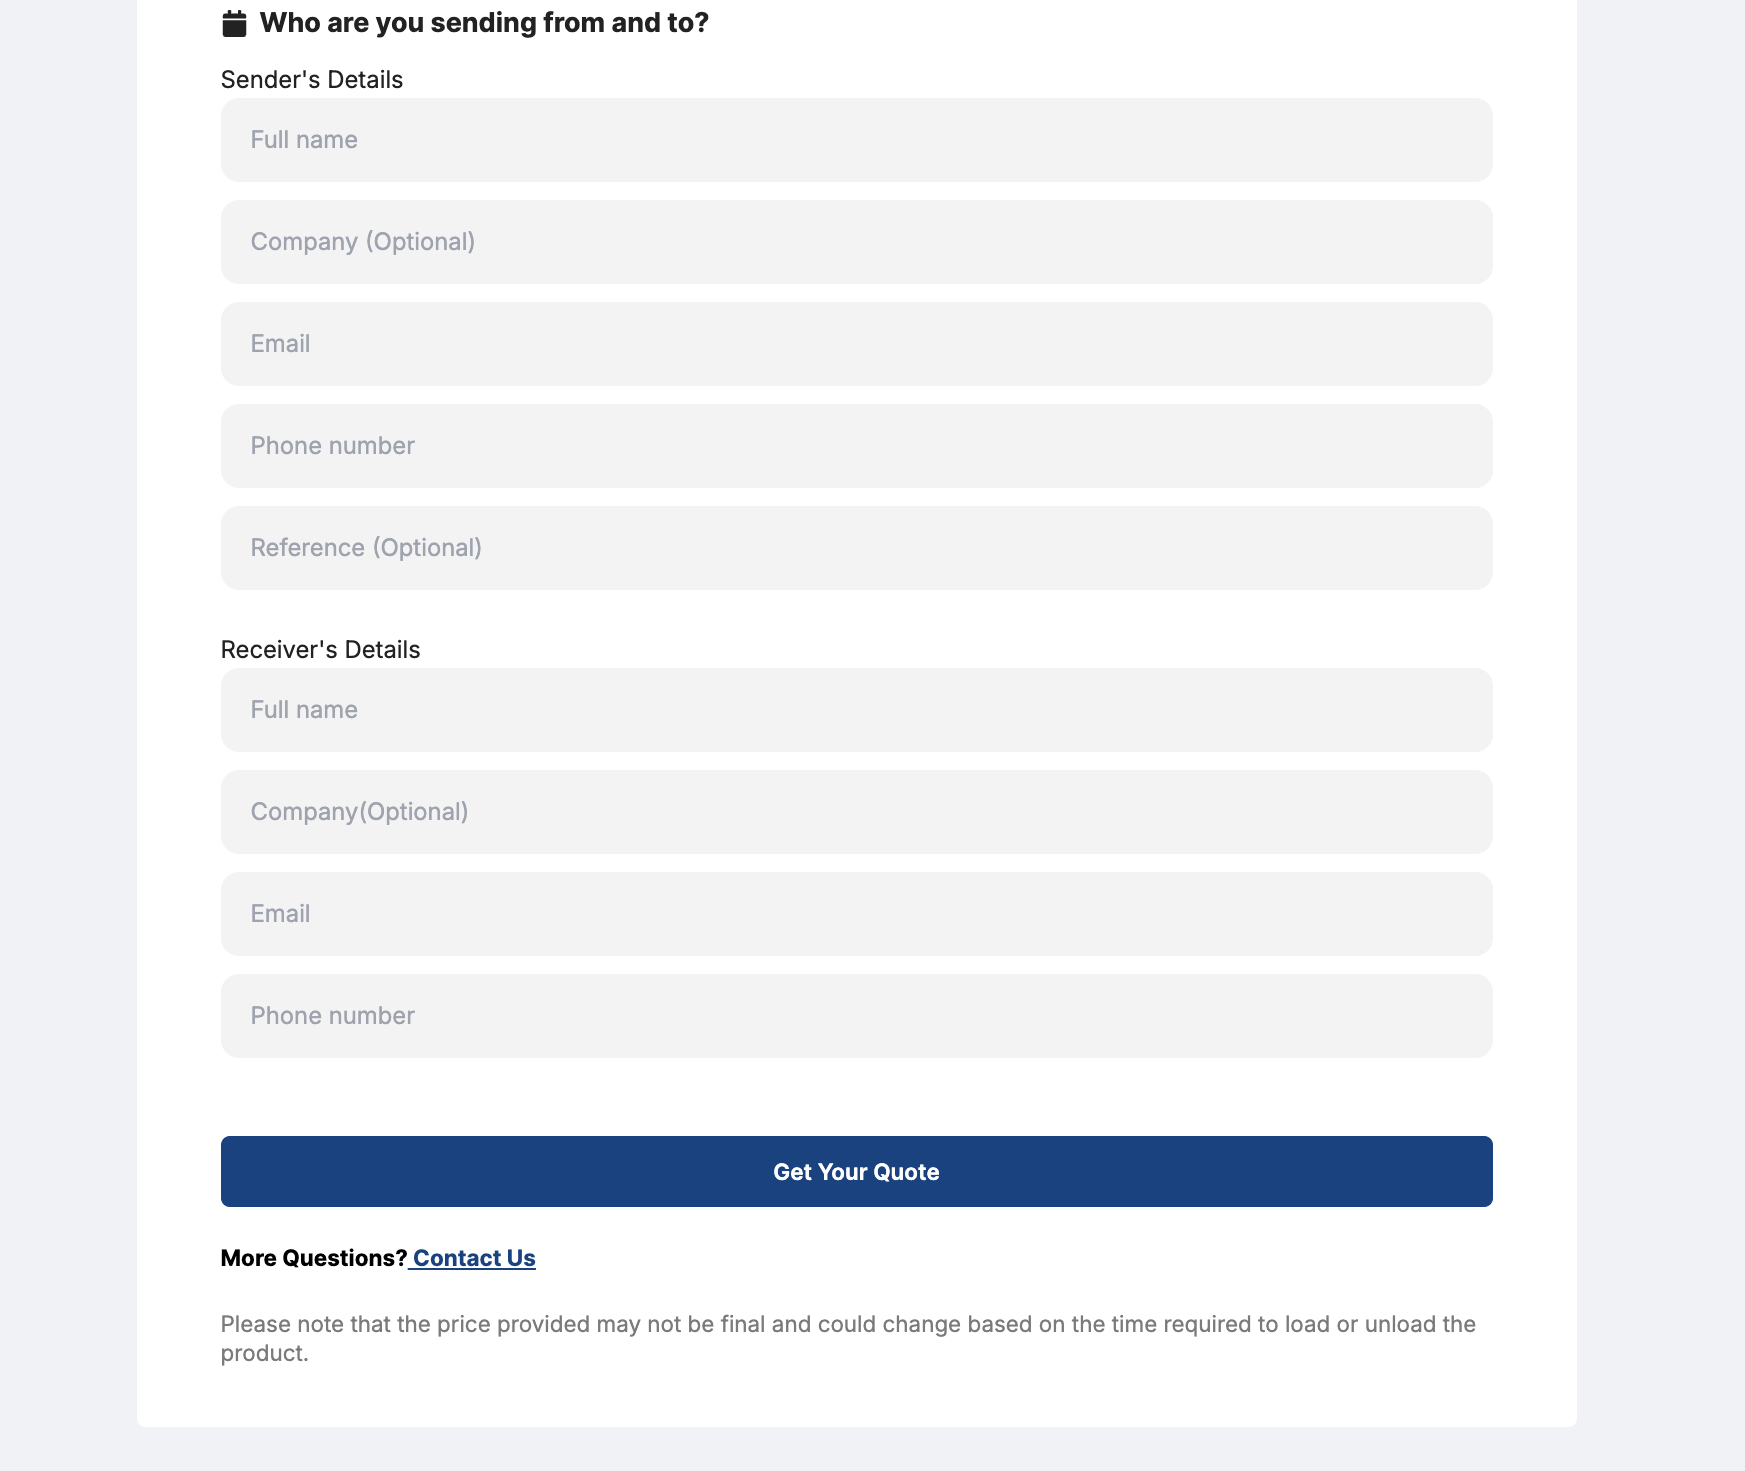 Who are you sending from and to?
Sender's Details
Full name
Company (Optional)
Email
Phone number
Reference (Optional)
Receiver's Details
Full name
Company(Optional)
Email
Phone number
Get Your Quote
More Questions? Contact Us
Please note that the price provided may not be final and could change based on the time required to load or unload the
product.